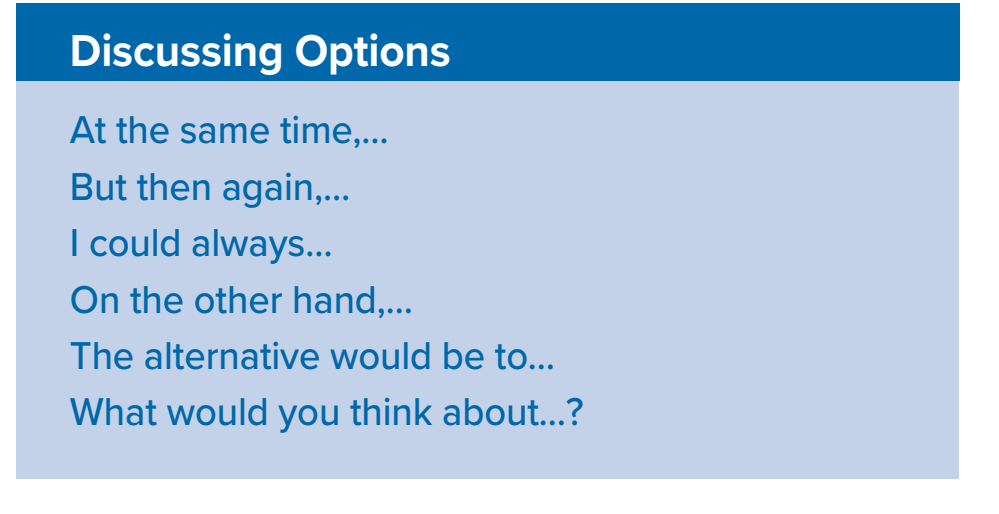 Discussing Options
At the same time,...
But then again,...
I could always...
On the other hand,...
The alternative would be to...
What would you think about...?